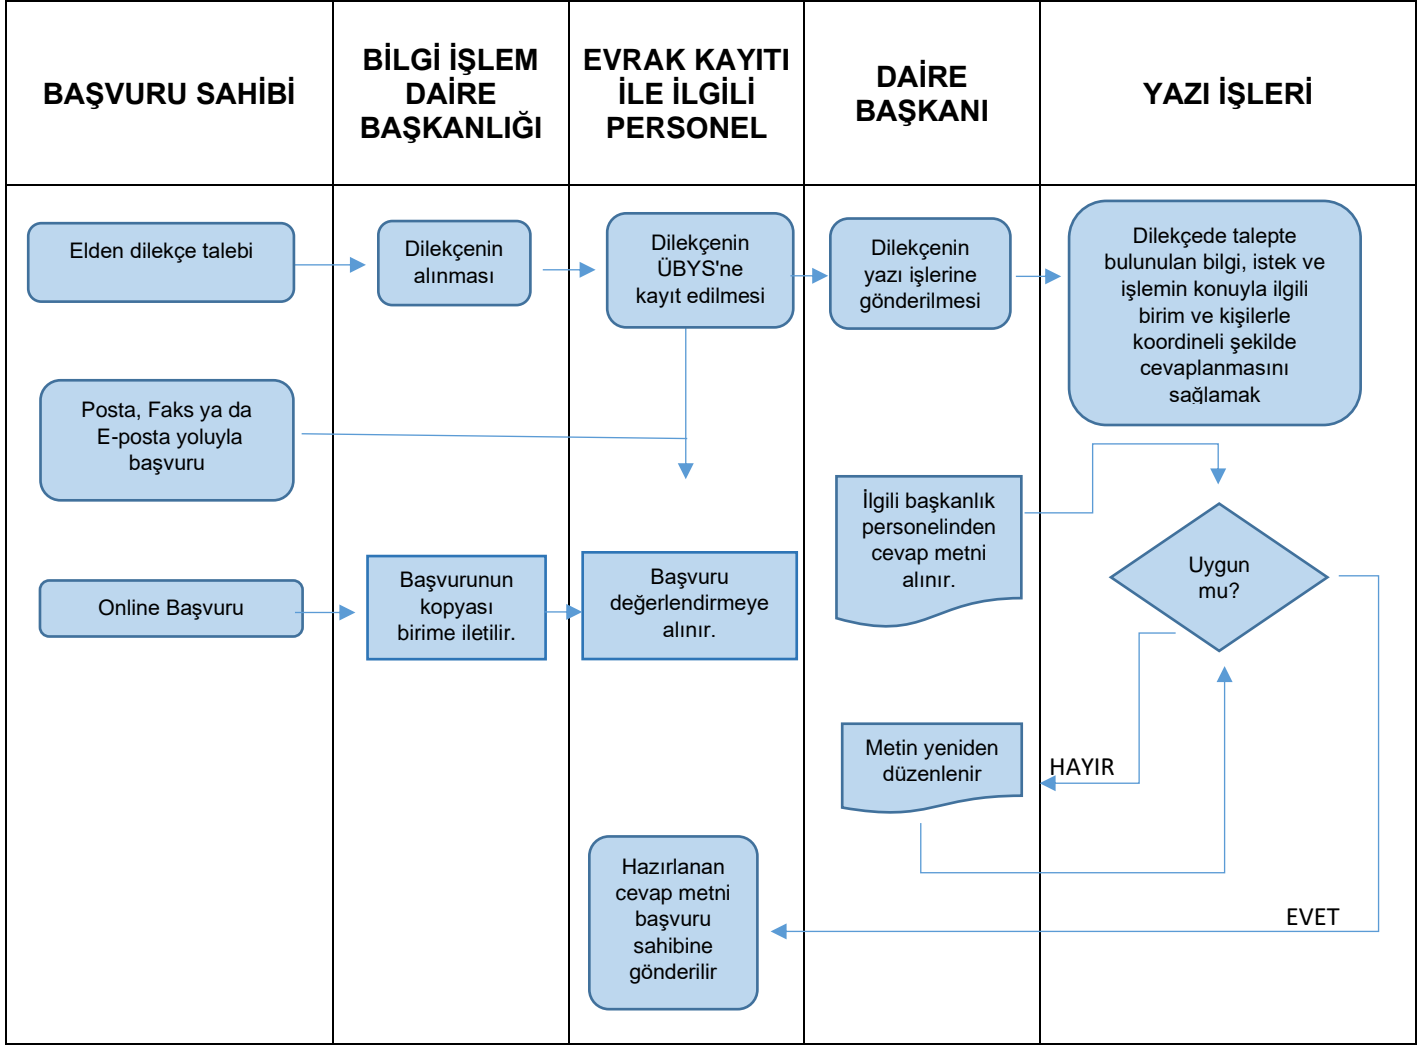 BAŞVURU SAHİBİ
BİLGİ İŞLEM
DAİRE
BAŞKANLIĞI
EVRAK KAYITI
İLE İLGİLİ
PERSONEL
DAİRE
BAŞKANI
YAZI İŞLERİ
Elden dilekçe talebi
Dilekçenin
alınması
Dilekçenin
ÜBYS'ne
kayıt edilmesi
Dilekçenin
yazı işlerine
gönderilmesi
Dilekçede talepte
bulunulan bilgi, istek ve
işlemin konuyla ilgili
birim ve kişilerle
koordineli şekilde
cevaplanmasını
sağlamak
Posta, Faks ya da
E-posta yoluyla
başvuru
İlgili başkanlık
personelinden
cevap metni
alınır.
Uygun
mu?
Online Başvuru
Başvurunun
kopyası
birime iletilir.
Başvuru
değerlendirmeye
alınır.
Metin yeniden
düzenlenir
HAYIR
Hazırlanan
cevap metni
başvuru
sahibine
gönderilir
EVET